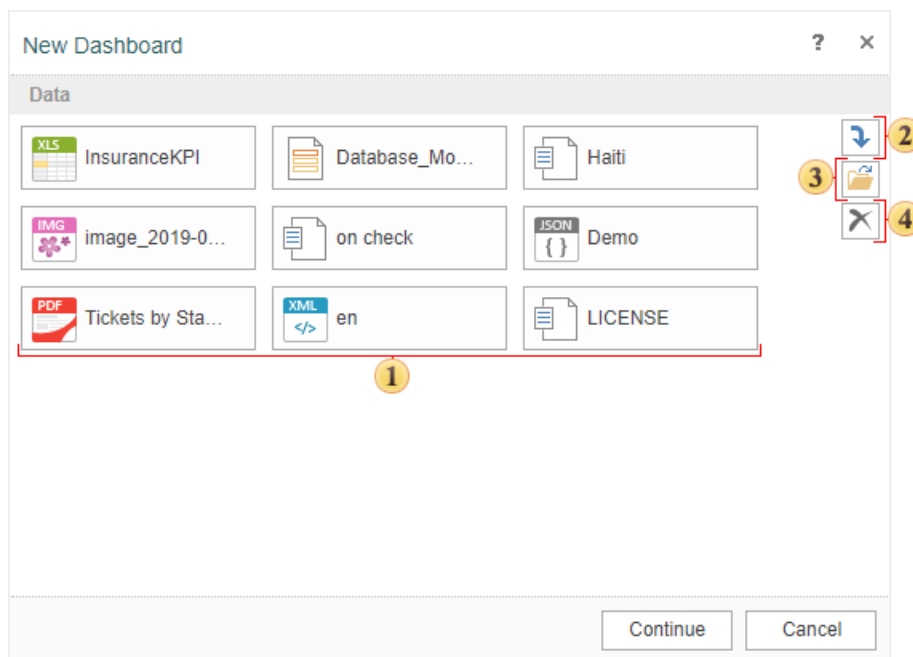 New Dashboard ? ×
Data
XLS InsuranceKPI
Database_Mo...
Haiti
2
3
IMG image_2019-0...
on check
JSON { } Demo
4
PDF Tickets by Sta...
XML </> en
LICENSE
1
Continue Cancel